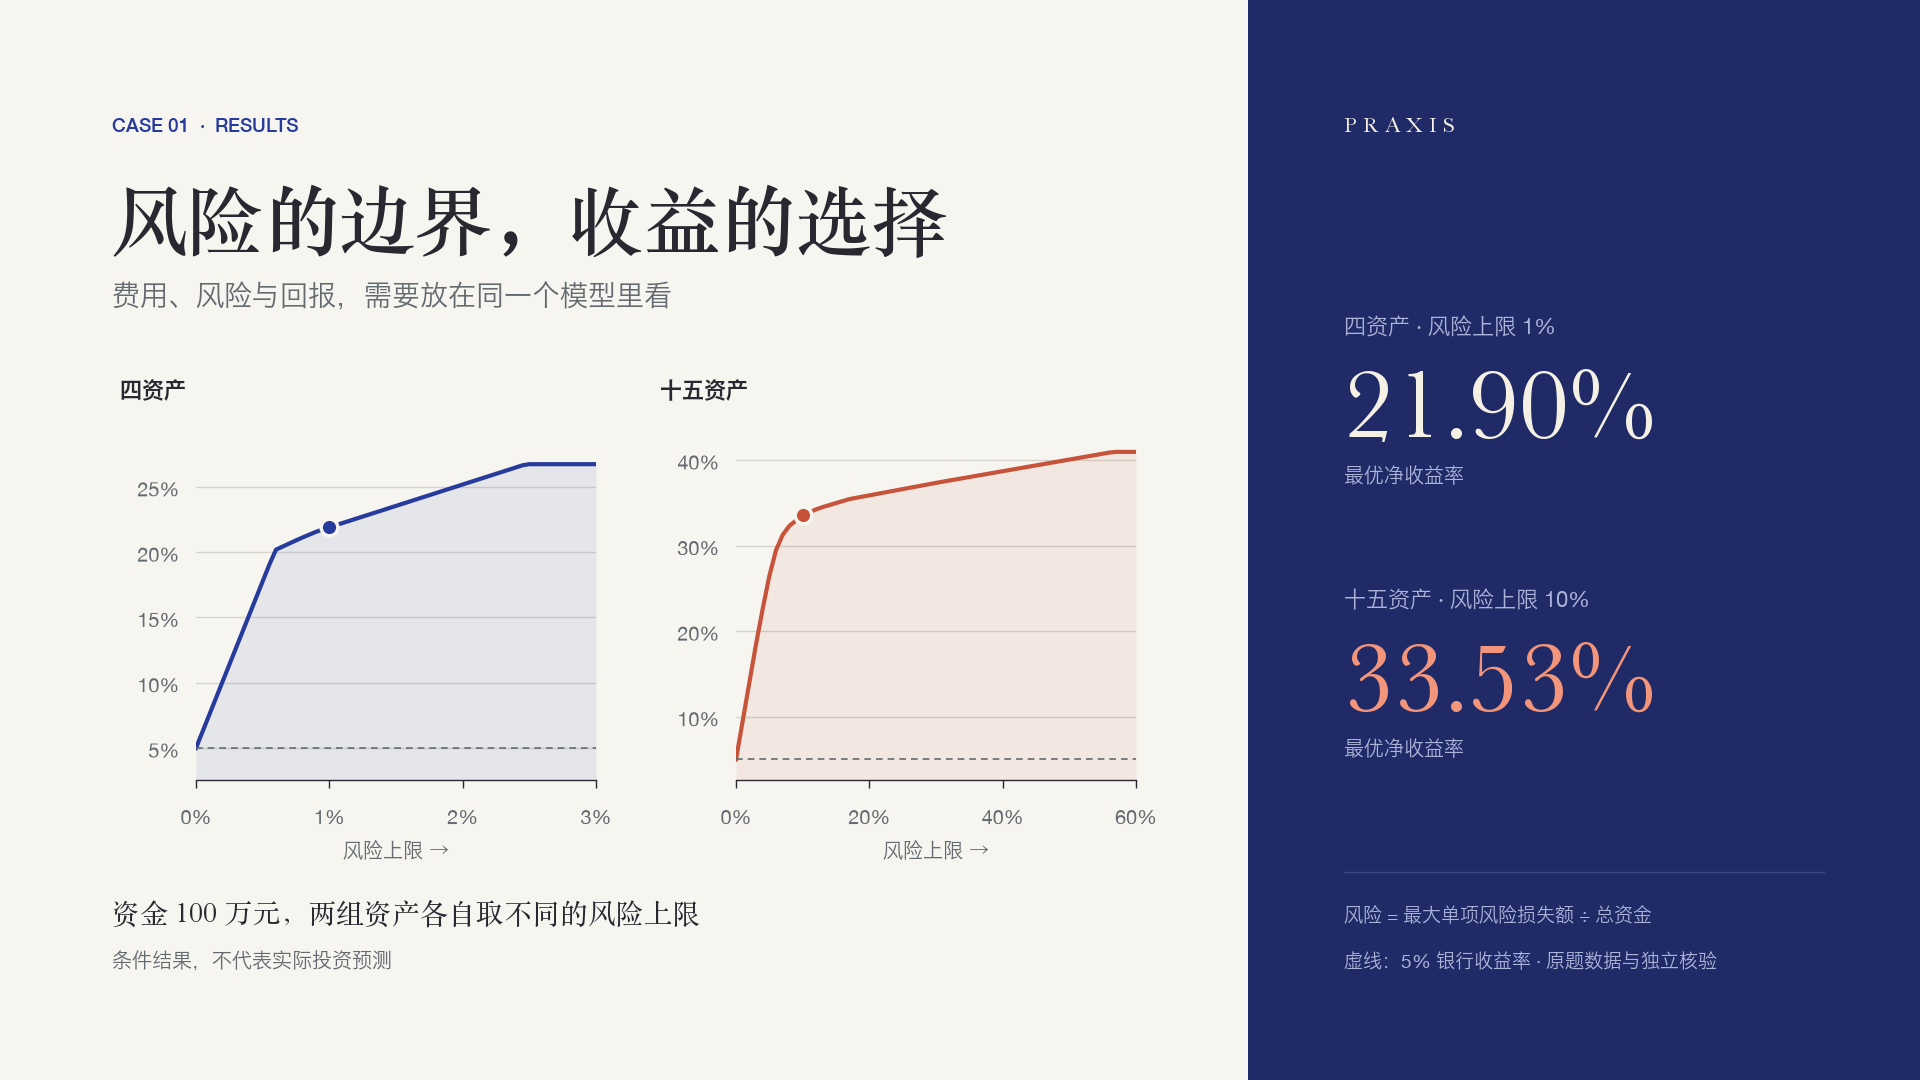 CASE 01 · RESULTS
风险的边界，收益的选择
费用、风险与回报，需要放在同一个模型里看
四资产
25%
20%
15%
10%
5%
0%
1%
2%
3%
风险上限 →
十五资产
40%
30%
20%
10%
0%
20%
40%
60%
风险上限 →
资金 100 万元，两组资产各自取不同的风险上限
条件结果，不代表实际投资预测
PRAXIS
四资产 · 风险上限 1%
21.90%
最优净收益率
十五资产 · 风险上限 10%
33.53%
最优净收益率
风险 = 最大单项风险损失额 ÷ 总资金
虚线：5% 银行收益率 · 原题数据与独立核验